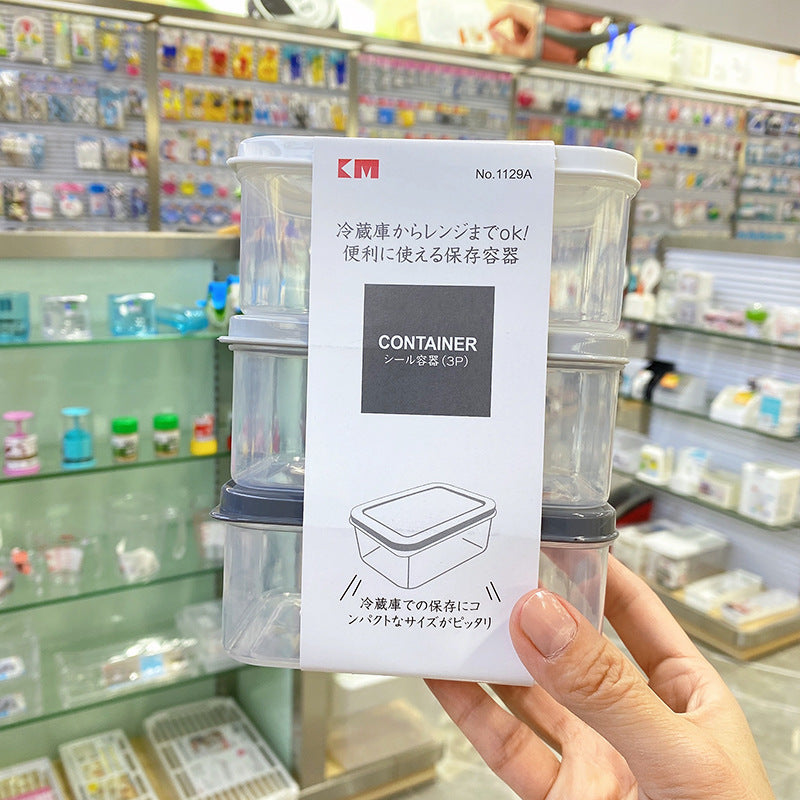 KM
No.1129A
冷蔵庫からレンジまでOK!
便利に使える保存容器
CONTAINER
シール容器(3P)
冷蔵庫での保存にコ
ンパクトなサイズがピッタリ